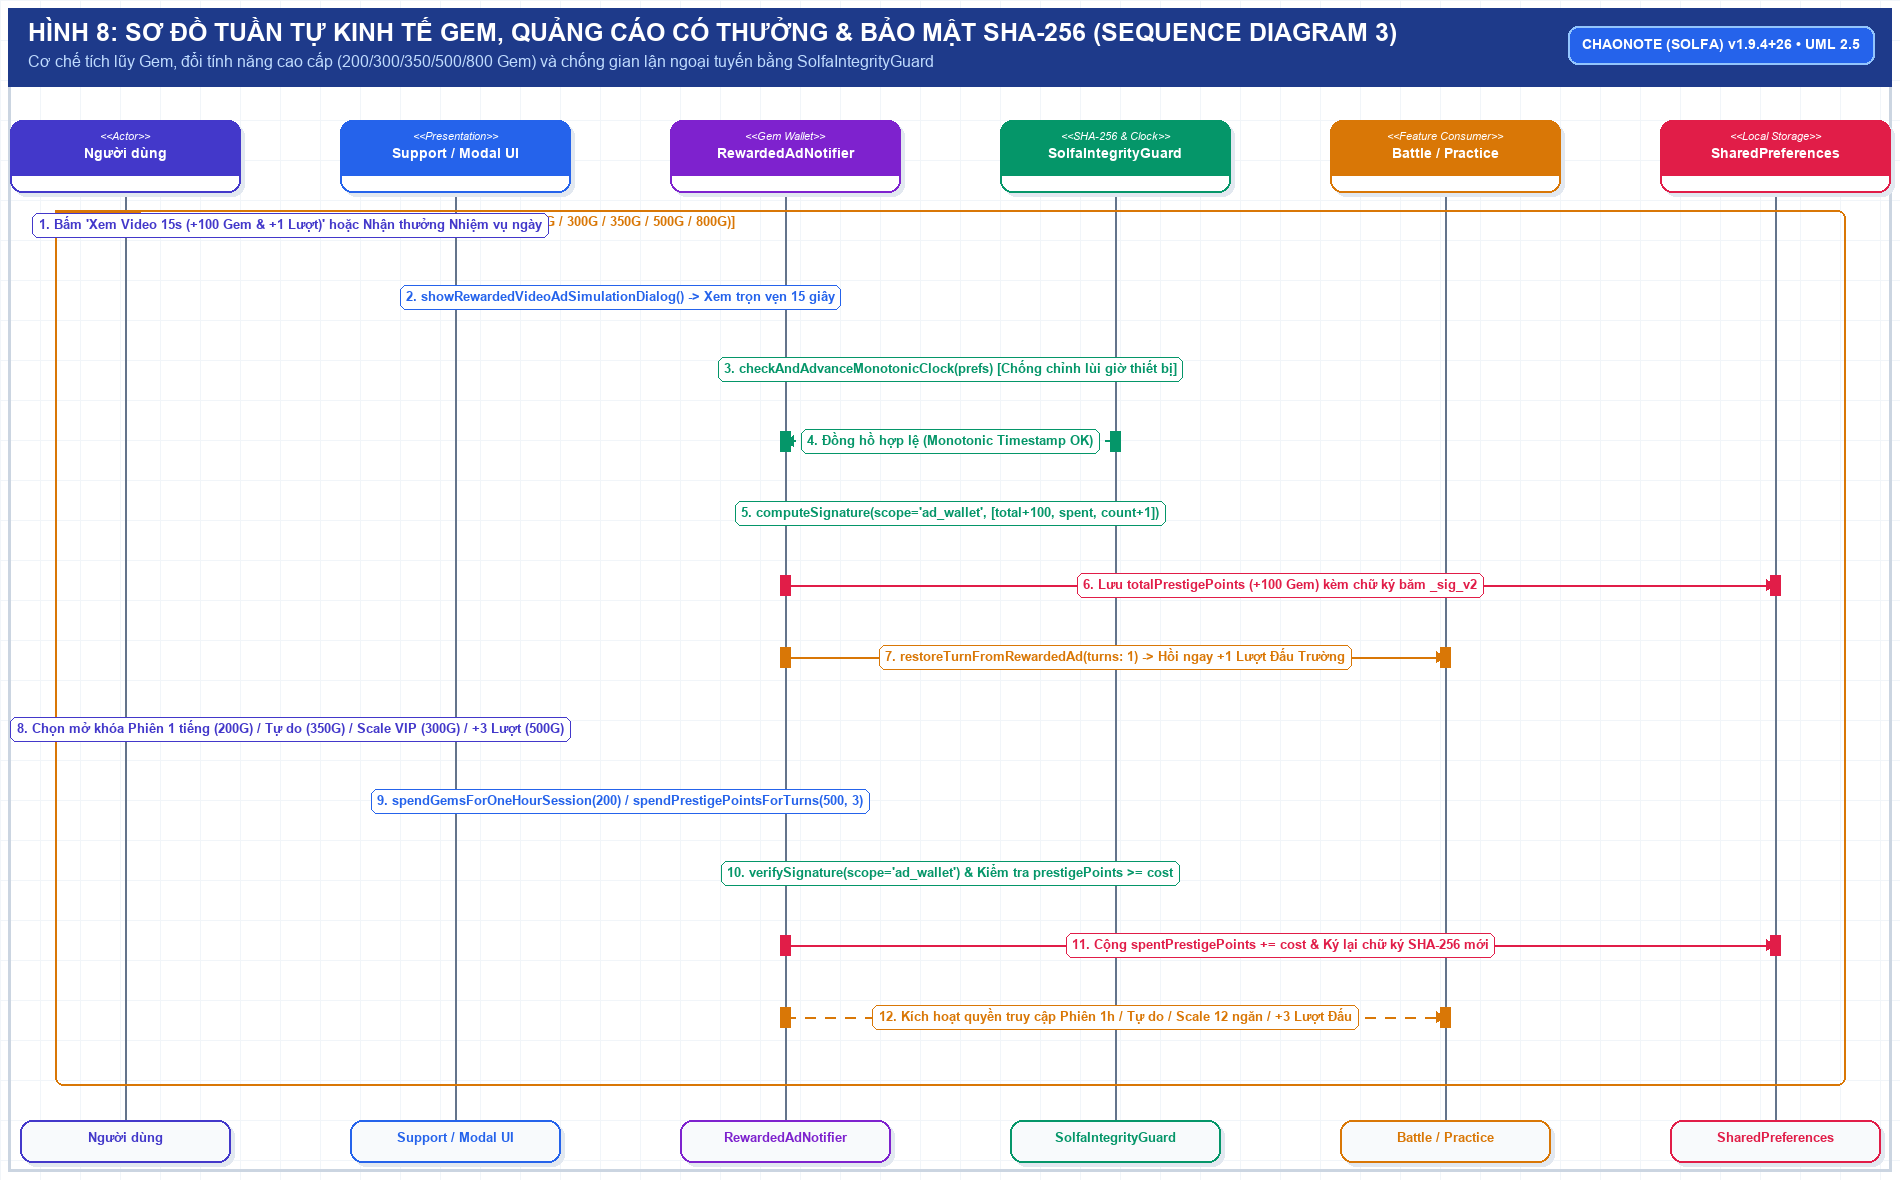 HÌNH 8: SƠ ĐỒ TUẦN TỰ KINH TẾ GEM, QUẢNG CÁO CÓ THƯỞNG & BẢO MẬT SHA-256 (SEQUENCE DIAGRAM 3)
Cơ chế tích lũy Gem, đổi tính năng cao cấp (200/300/350/500/800 Gem) và chống gian lận ngoại tuyến bằng SolfaIntegrityGuard
CHAONOTE (SOLFA) v1.9.4+26 • UML 2.5
<<Actor>>
Người dùng
<<Presentation>>
Support / Modal UI
<<Gem Wallet>>
RewardedAdNotifier
<<SHA-256 & Clock>>
SolfaIntegrityGuard
<<Feature Consumer>>
Battle / Practice
<<Local Storage>>
SharedPreferences
1. Bấm 'Xem Video 15s (+100 Gem & +1 Lượt)' hoặc Nhận thưởng Nhiệm vụ ngày
/ 300G / 350G / 500G / 800G)]
2. showRewardedVideoAdSimulationDialog() -> Xem trọn vẹn 15 giây
3. checkAndAdvanceMonotonicClock(prefs) [Chống chỉnh lùi giờ thiết bị]
4. Đồng hồ hợp lệ (Monotonic Timestamp OK)
5. computeSignature(scope='ad_wallet', [total+100, spent, count+1])
6. Lưu totalPrestigePoints (+100 Gem) kèm chữ ký băm _sig_v2
7. restoreTurnFromRewardedAd(turns: 1) -> Hồi ngay +1 Lượt Đấu Trường
8. Chọn mở khóa Phiên 1 tiếng (200G) / Tự do (350G) / Scale VIP (300G) / +3 Lượt (500G)
9. spendGemsForOneHourSession(200) / spendPrestigePointsForTurns(500, 3)
10. verifySignature(scope='ad_wallet') & Kiểm tra prestigePoints >= cost
11. Cộng spentPrestigePoints += cost & Ký lại chữ ký SHA-256 mới
12. Kích hoạt quyền truy cập Phiên 1h / Tự do / Scale 12 ngăn / +3 Lượt Đấu
Người dùng
Support / Modal UI
RewardedAdNotifier
SolfaIntegrityGuard
Battle / Practice
SharedPreferences